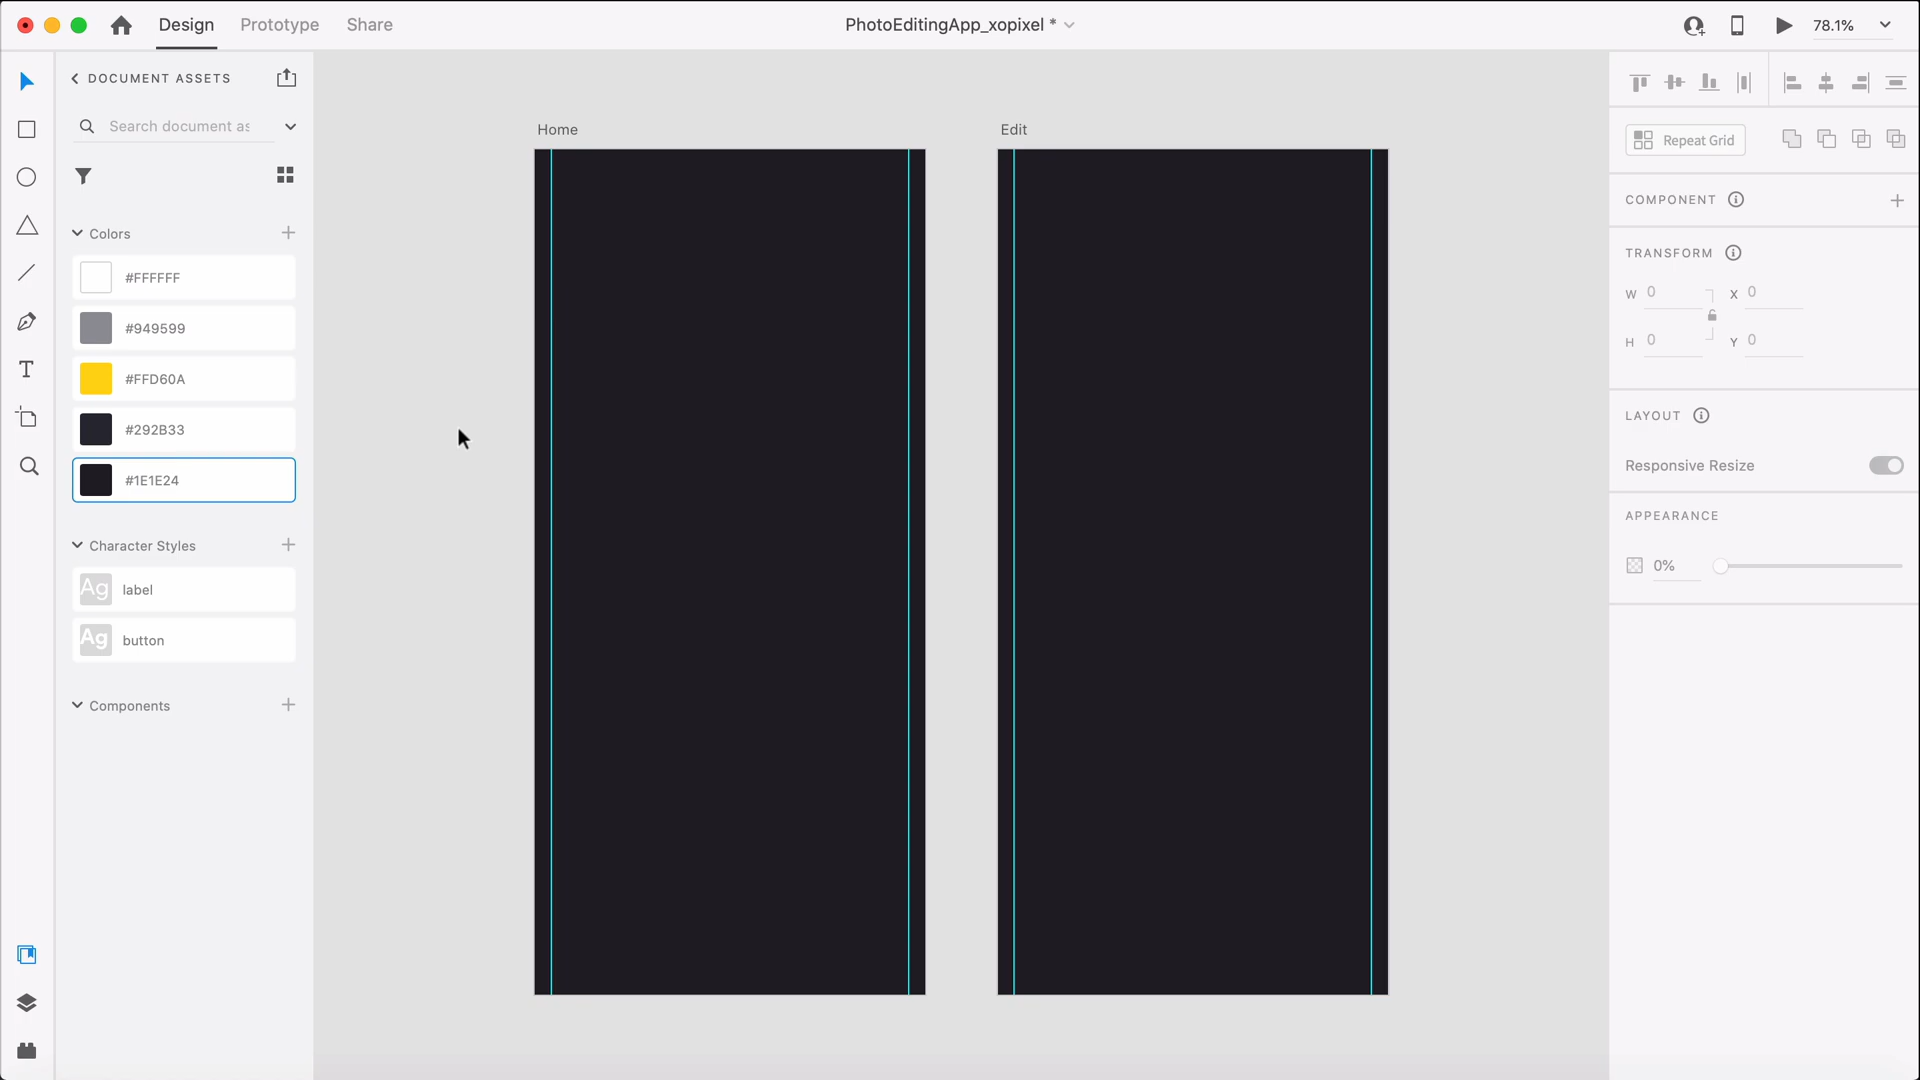 Design
Prototype
Share
PhotoEditingApp_xopixel *
78.1%
DOCUMENT ASSETS
Search document as
Colors
#FFFFFF
#949599
#FFD60A
#292B33
#1E1E24
Character Styles
Ag label
Ag button
Components
Home
Edit
Repeat Grid
COMPONENT
TRANSFORM
W 0
X 0
H 0
Y 0
LAYOUT
Responsive Resize
APPEARANCE
0%